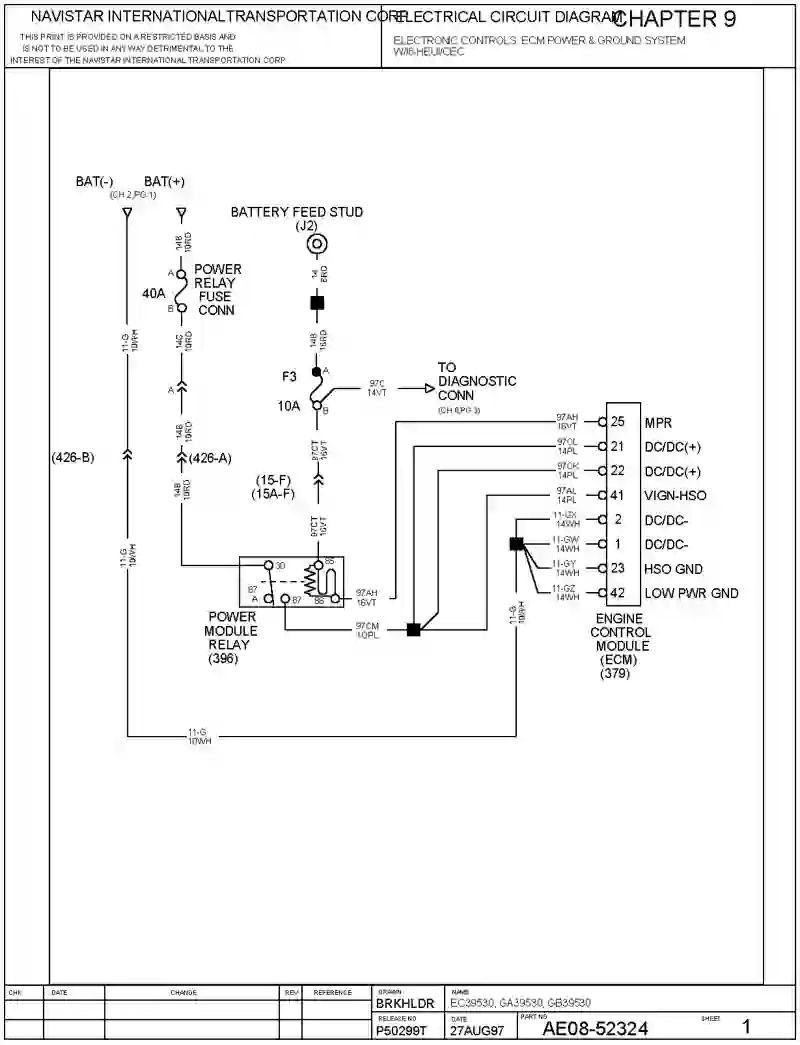 NAVISTAR INTERNATIONALTRANSPORTATION CORP.
THIS PRINT IS PROVIDED ON A RESTRICTED BASIS AND
IS NOT TO BE USED IN ANY WAY DETRIMENTAL TO THE
INTEREST OF THE NAVISTAR INTERNATIONAL TRANSPORTATION CORP.
ELECTRICAL CIRCUIT DIAGRAM
CHAPTER 9
ELECTRONIC CONTROLS: ECM POWER & GROUND SYSTEM
W/I6-HEUI/CEC
BAT(-)
BAT(+)
(CH 2,PG 1)
BATTERY FEED STUD
(J2)
14B
10RD
A
POWER
RELAY
FUSE
CONN
40A
B
14
14C
10RD
14B
16RD
11-G
10WH
A
F3
A
10A
B
97C
14VT
TO
DIAGNOSTIC
CONN
14B
10RD
97CT
16VT
(426-B)
(426-A)
(15-F)
(15A-F)
14B
10RD
97CT
16VT
11-G
10WH
97AH
16VT
25
MPR
97CL
14PL
21
DC/DC(+)
97CK
14PL
22
DC/DC(+)
97AL
14PL
41
VIGN-HSO
11-GX
14WH
2
DC/DC-
11-GW
14WH
1
DC/DC-
11-GY
14WH
23
HSO GND
11-GZ
14WH
42
LOW PWR GND
30
85
87
A
87
86
97AH
16VT
11-G
10WH
POWER
MODULE
RELAY
(396)
97CM
10PL
ENGINE
CONTROL
MODULE
(ECM)
(379)
11-G
10WH
CHK
DATE
CHANGE
REV
REFERENCE
DRAWN
BRKHLDR
NAME
EC39530, GA39530, GB39530
RELEASE NO
P50299T
DATE
27AUG97
PART NO
AE08-52324
SHEET
1